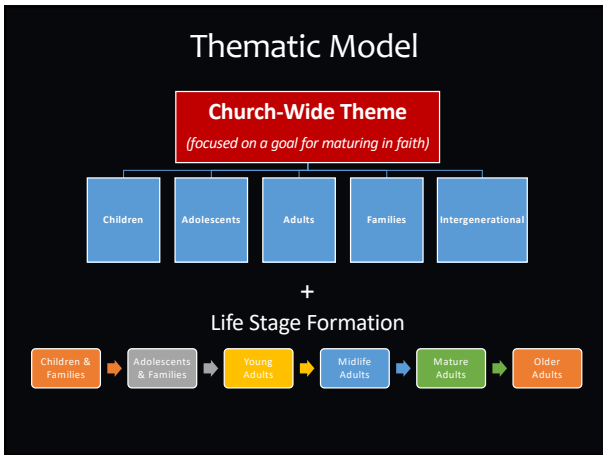 Thematic Model
Church-Wide Theme
(focused on a goal for maturing in faith)
Children
Adolescents
Adults
Families
Intergenerational
+
Life Stage Formation
Children &
Families
Adolescents
& Families
Young
Adults
Midlife
Adults
Mature
Adults
Older
Adults